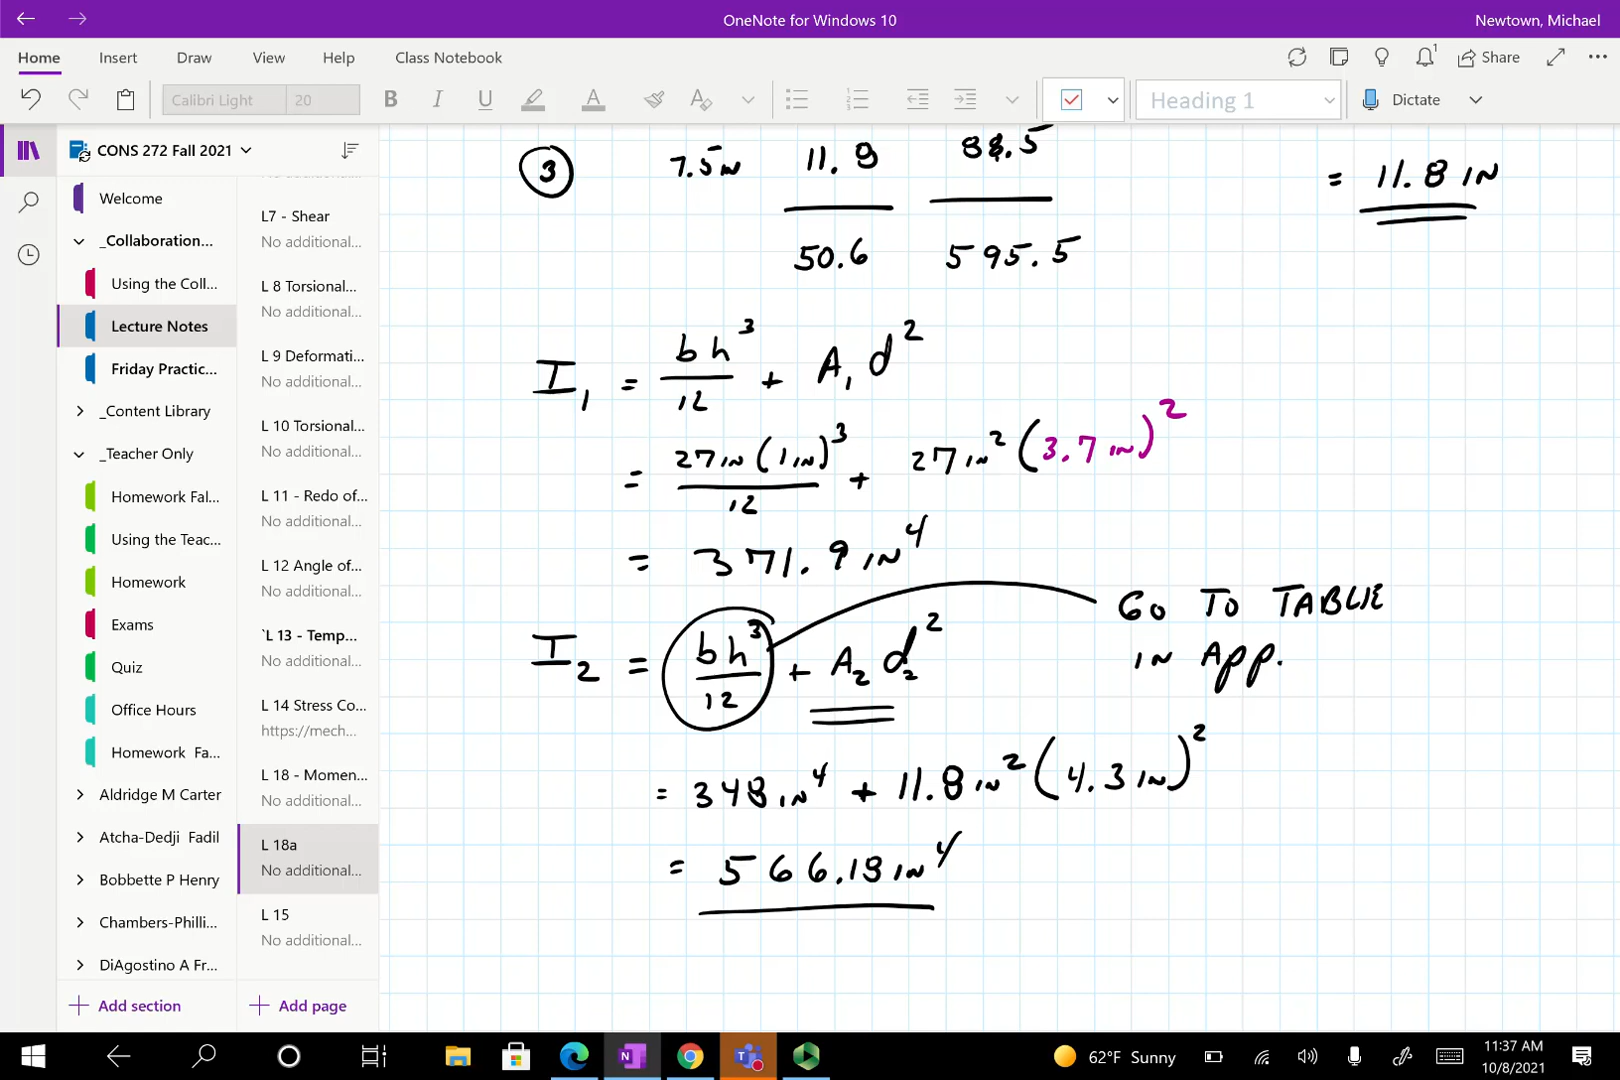 OneNote for Windows 10
Newtown, Michael
Home Insert Draw View Help Class Notebook
Share
Calibri Light 20
B I U A
Heading 1
Dictate
CONS 272 Fall 2021
Welcome
_Collaboration...
Using the Coll...
Lecture Notes
Friday Practic...
_Content Library
_Teacher Only
Homework Fal...
Using the Teac...
Homework
Exams
Quiz
Office Hours
Homework Fa...
Aldridge M Carter
Atcha-Dedji Fadil
Bobbette P Henry
Chambers-Philli...
DiAgostino A Fr...
Add section
No additional...
L7 - Shear
No additional...
L 8 Torsional...
No additional...
L 9 Deformati...
No additional...
L 10 Torsional...
No additional...
L 11 - Redo of...
No additional...
L 12 Angle of...
No additional...
`L 13 - Temp...
No additional...
L 14 Stress Co...
https://mech...
L 18 - Momen...
No additional...
L 18a
No additional...
L 15
No additional...
Add page
3 7.5 IN 11.8 88.5
= 11.8 IN
50.6 595.5
I₁ = bh³/12 + A₁d²
= 27 IN (1 IN)³/12 + 27 IN² (3.7 IN)²
= 371.9 IN⁴
I₂ = bh³/12 + A₂d₂²
GO TO TABLE
IN App.
= 348 IN⁴ + 11.8 IN² (4.3 IN)²
= 566.18 IN⁴
62°F Sunny
11:37 AM
10/8/2021